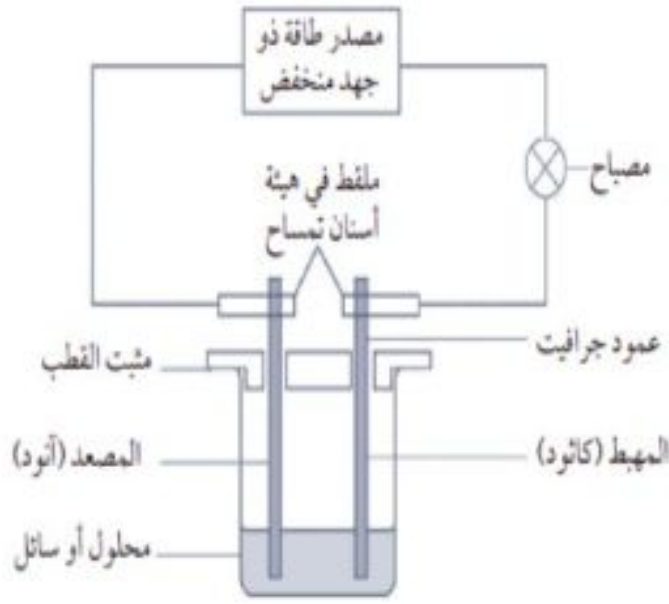 مصدر طاقة ذو
جهد منخفض
مصباح
ملقط في هيئة
أسنان تمساح
عمود جرافيت
مثبت القطب
المهبط (كاثود)
المصعد (آنود)
محلول أو سائل